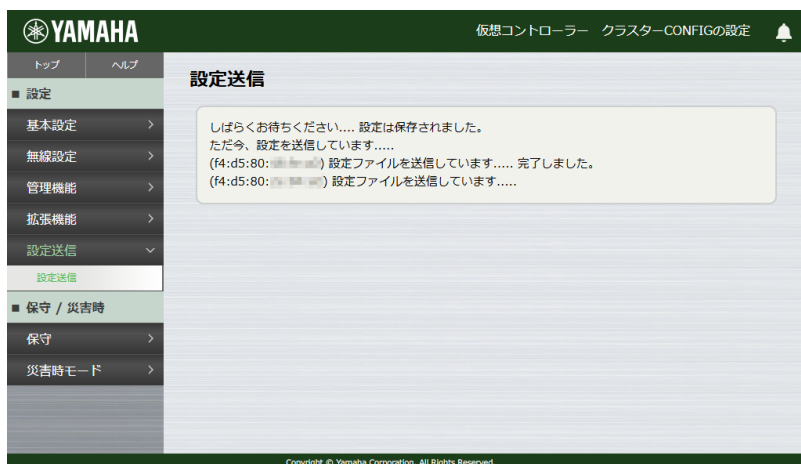 YAMAHA
仮想コントローラー クラスターCONFIGの設定
トップ ヘルプ
■ 設定
基本設定
無線設定
管理機能
拡張機能
設定送信
設定送信
■ 保守 / 災害時
保守
災害時モード
設定送信
しばらくお待ちください.... 設定は保存されました。
ただ今、設定を送信しています.....
(f4:d5:80: ) 設定ファイルを送信しています..... 完了しました。
(f4:d5:80: ) 設定ファイルを送信しています.....
Copyright © Yamaha Corporation. All Rights Reserved.